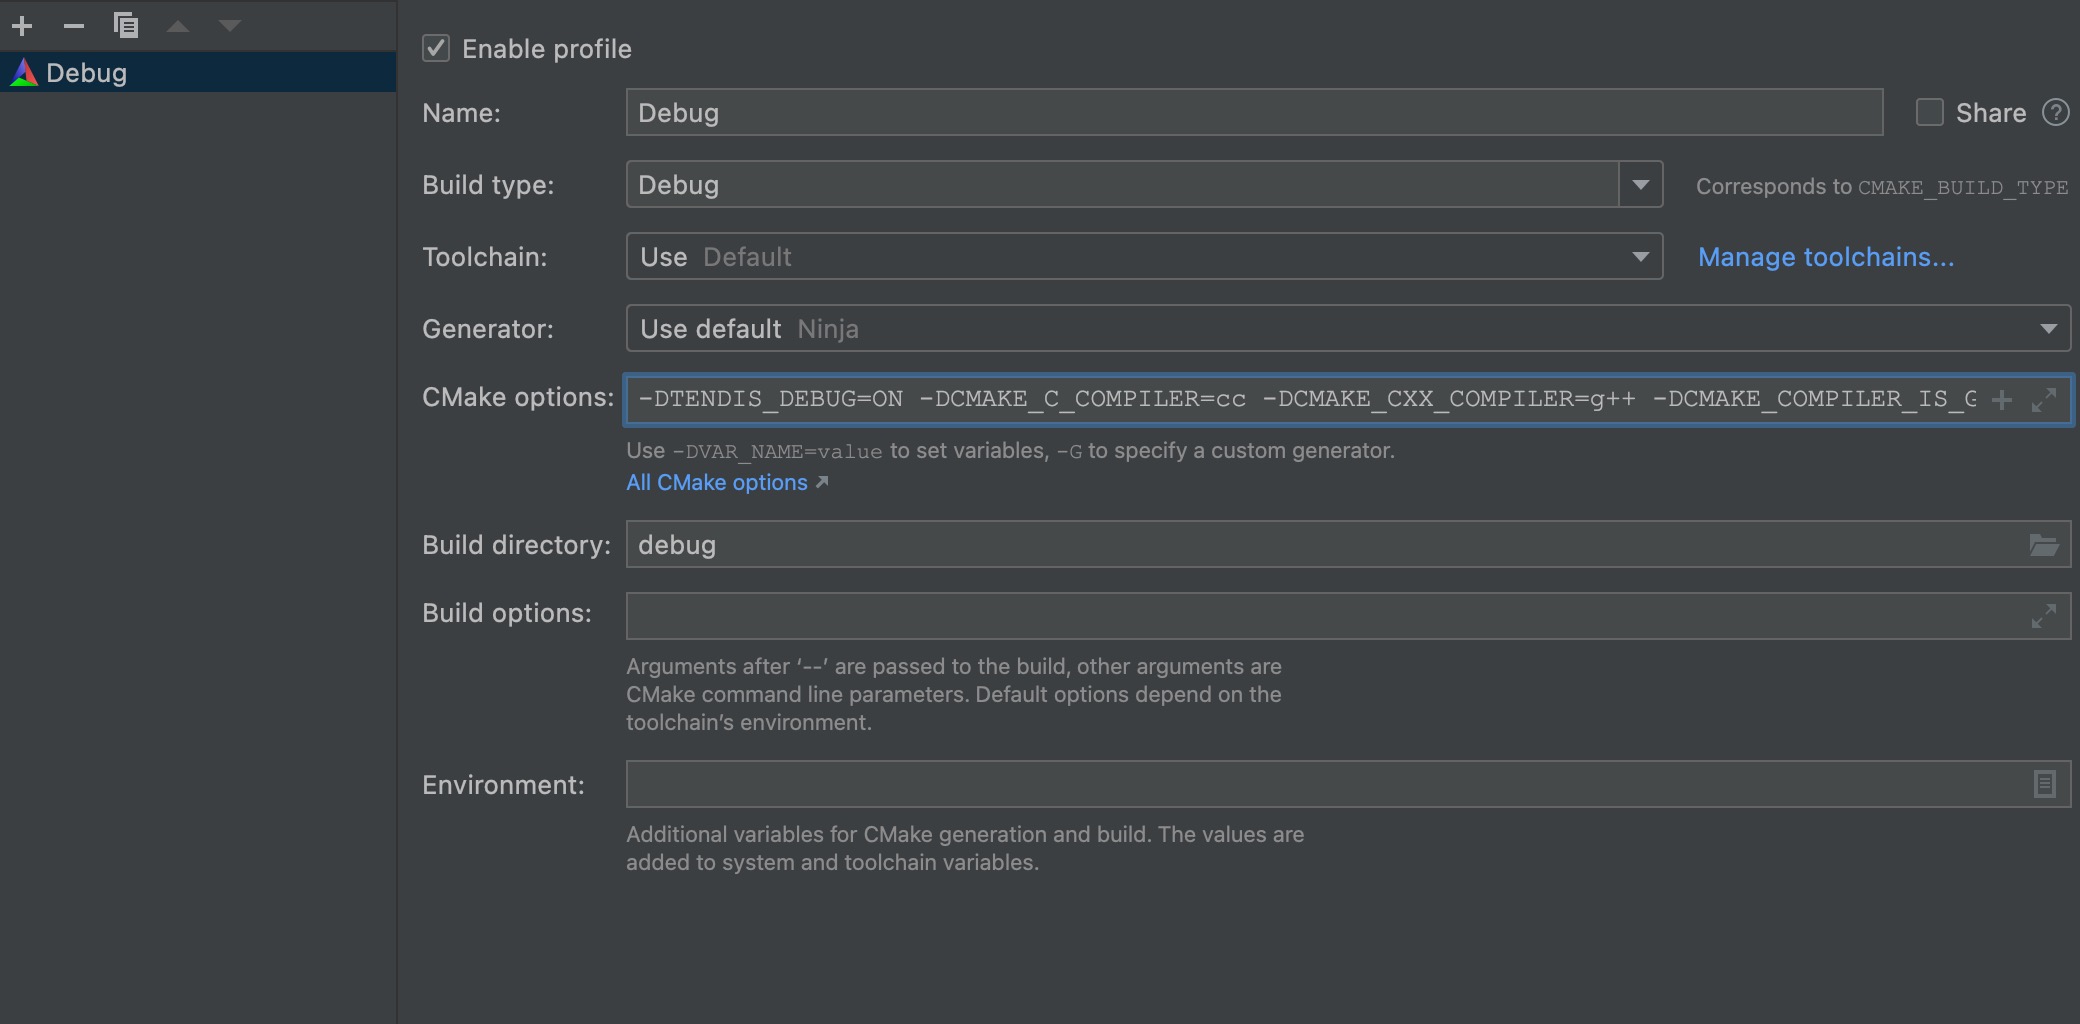 Debug
Enable profile
Name: Debug Share ?
Build type: Debug Corresponds to CMAKE_BUILD_TYPE
Toolchain: Use Default Manage toolchains...
Generator: Use default Ninja
CMake options: -DTENDIS_DEBUG=ON -DCMAKE_C_COMPILER=cc -DCMAKE_CXX_COMPILER=g++ -DCMAKE_COMPILER_IS_G
Use -DVAR_NAME=value to set variables, -G to specify a custom generator.
All CMake options ↗
Build directory: debug
Build options:
Arguments after ‘--’ are passed to the build, other arguments are
CMake command line parameters. Default options depend on the
toolchain’s environment.
Environment:
Additional variables for CMake generation and build. The values are
added to system and toolchain variables.